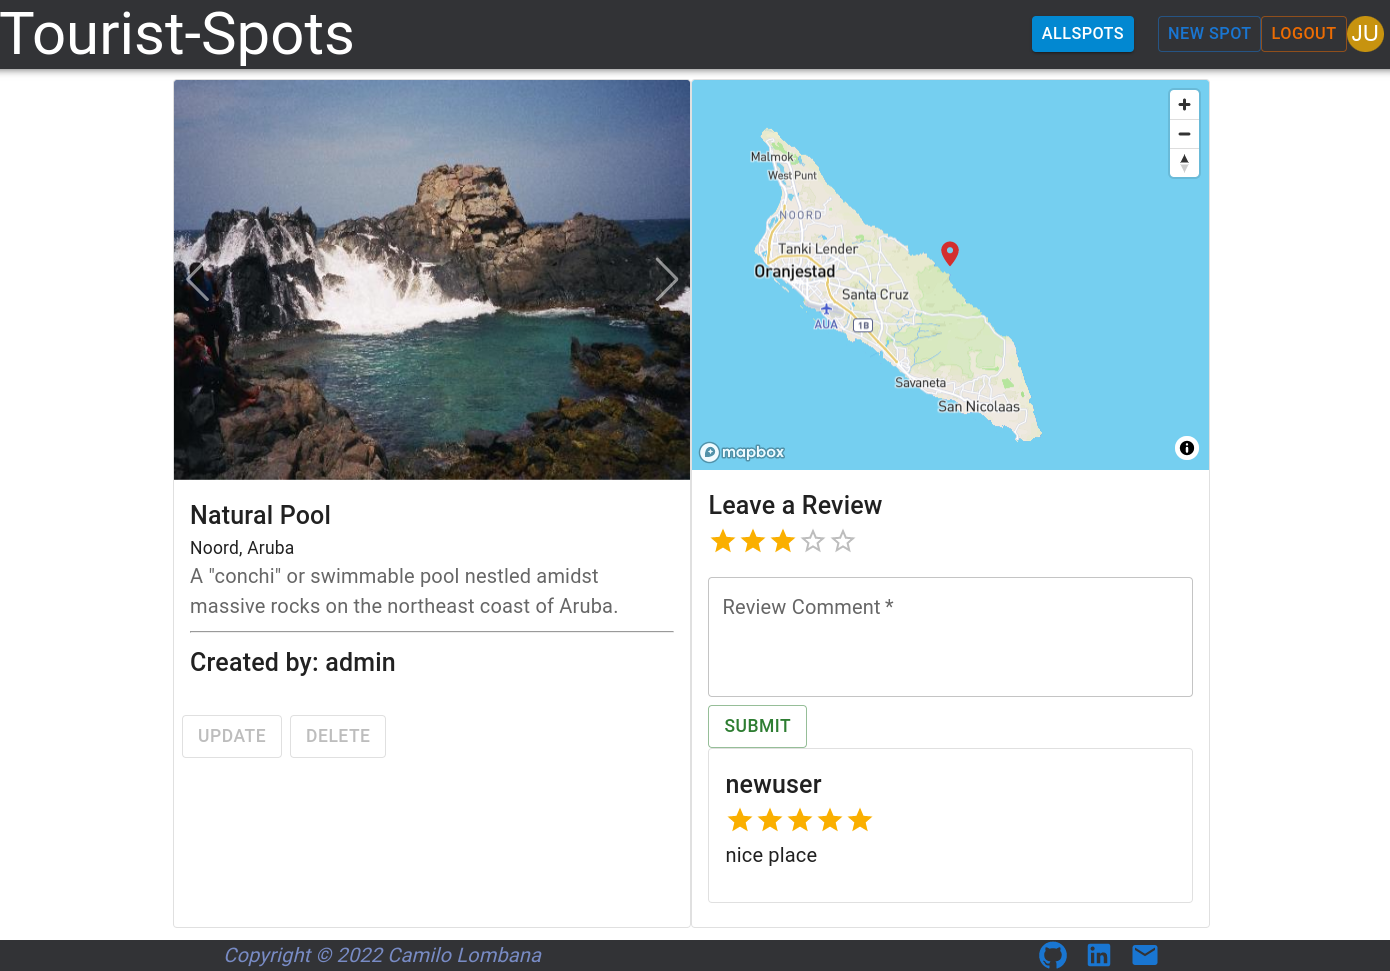 Tourist-Spots
ALLSPOTS
NEW SPOT
LOGOUT
JU
Malmok
West Punt
NOORD
Tanki Lender
Oranjestad
Santa Cruz
AUA
1B
Savaneta
San Nicolaas
mapbox
Natural Pool
Noord, Aruba
A "conchi" or swimmable pool nestled amidst
massive rocks on the northeast coast of Aruba.
Created by: admin
UPDATE
DELETE
Leave a Review
Review Comment *
SUBMIT
newuser
nice place
Copyright © 2022 Camilo Lombana